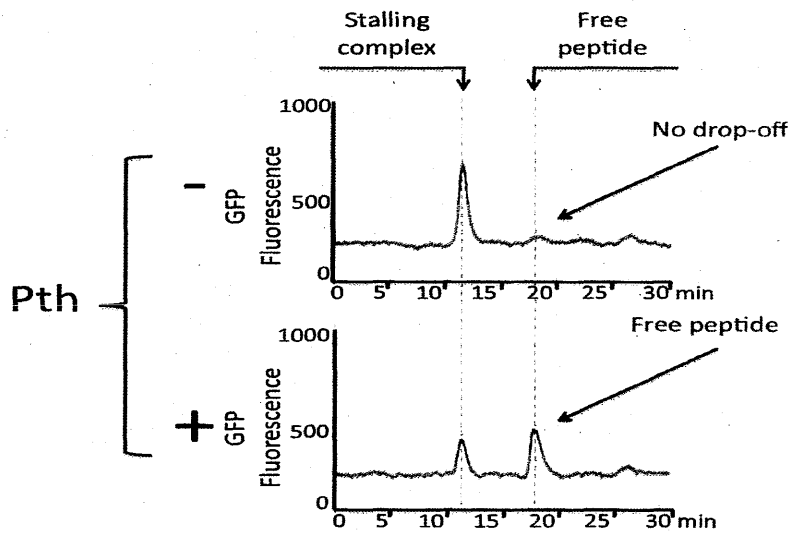 Stalling
complex
Free
peptide
Pth
-
GFP
Fluorescence
1000
500
0
0 5 10 15 20 25 30 min
No drop-off
+
GFP
Fluorescence
1000
500
0
0 5 10 15 20 25 30 min
Free peptide